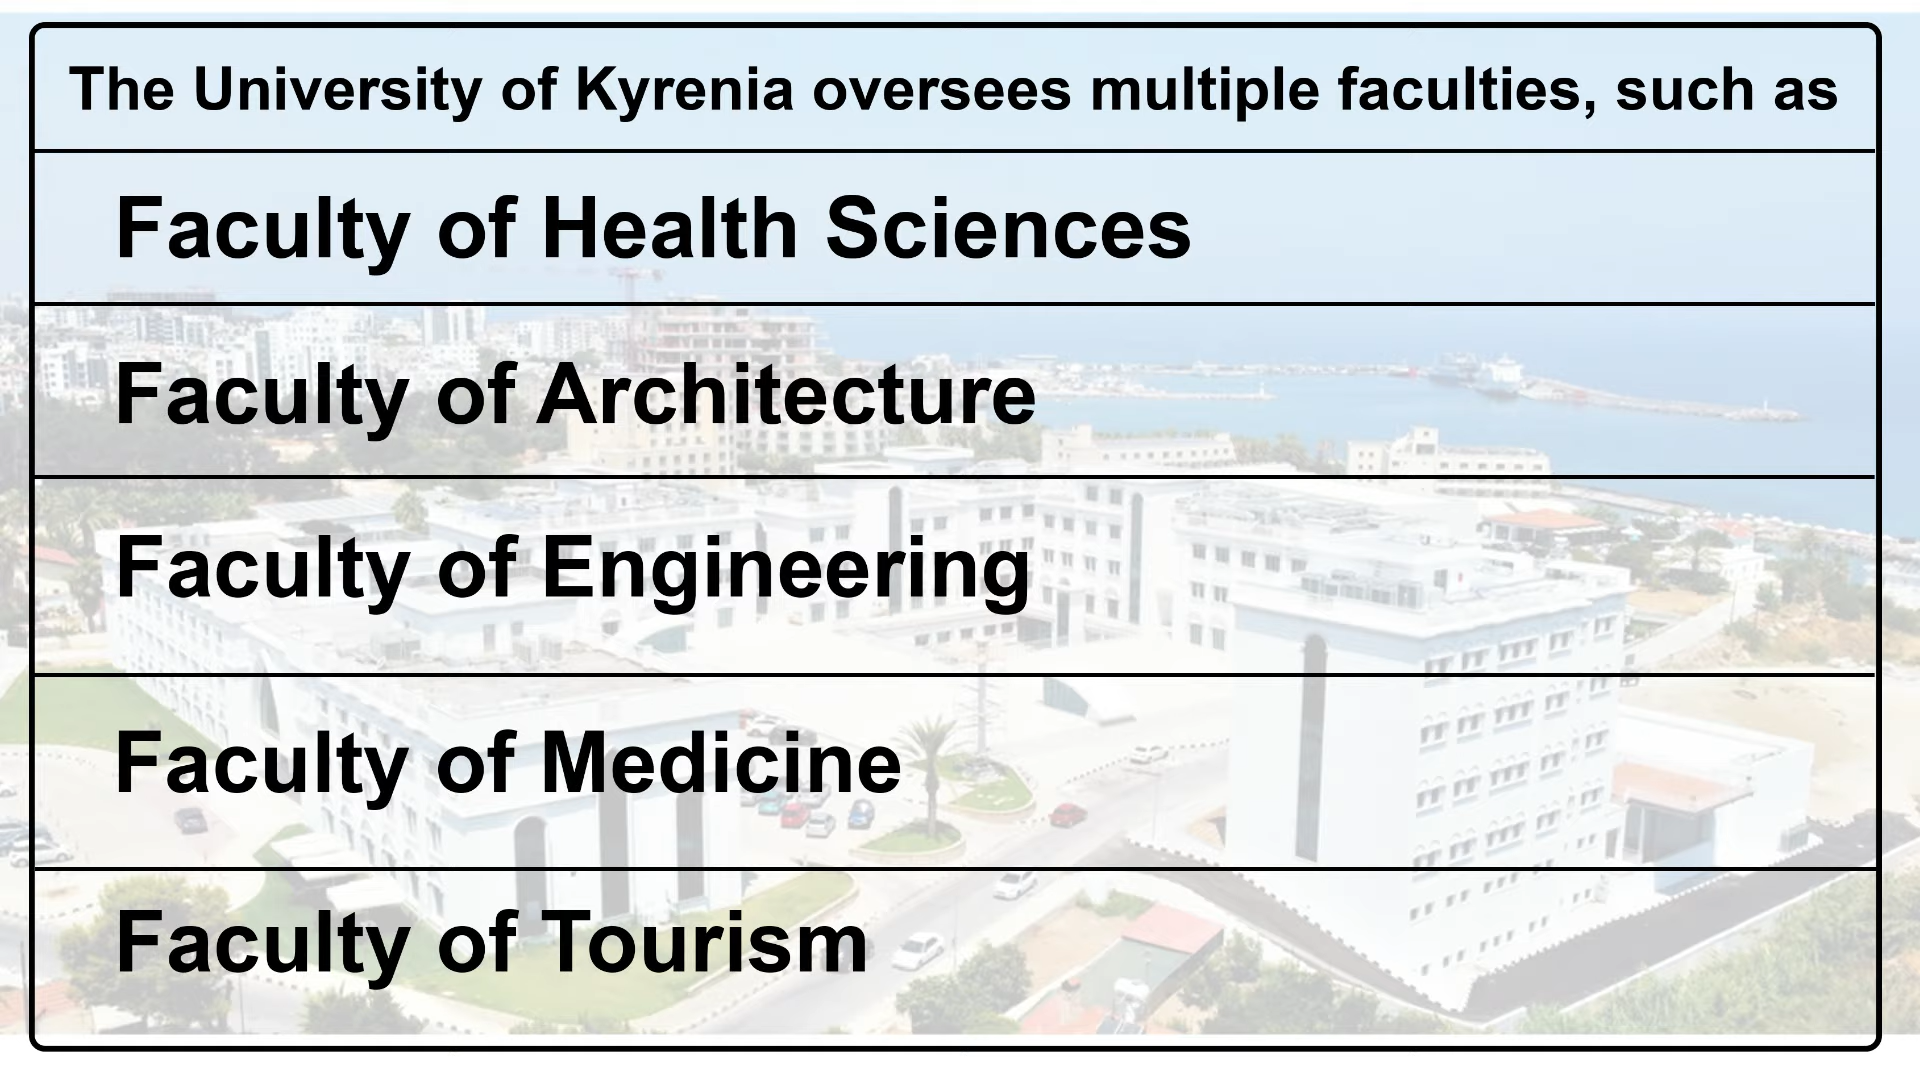 The University of Kyrenia oversees multiple faculties, such as
Faculty of Health Sciences
Faculty of Architecture
Faculty of Engineering
Faculty of Medicine
Faculty of Tourism